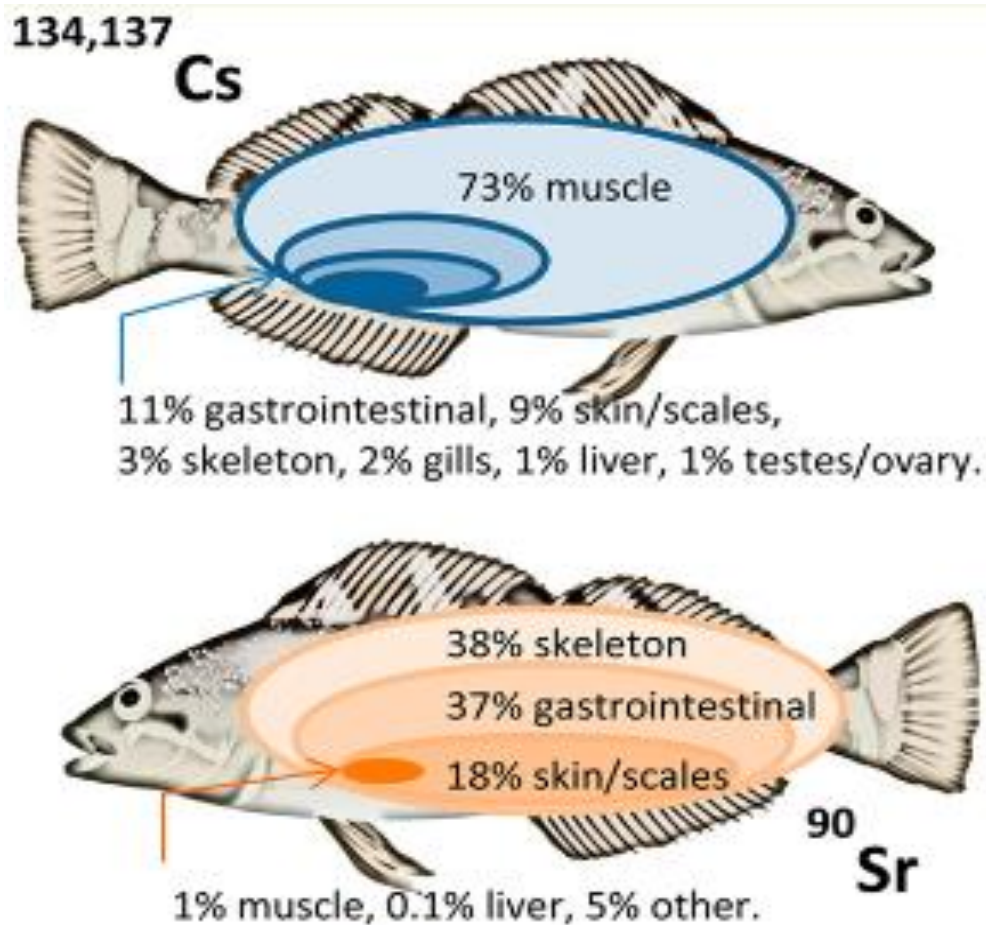 134,137
Cs
73% muscle
11% gastrointestinal, 9% skin/scales,
3% skeleton, 2% gills, 1% liver, 1% testes/ovary.
38% skeleton
37% gastrointestinal
18% skin/scales
90
Sr
1% muscle, 0.1% liver, 5% other.